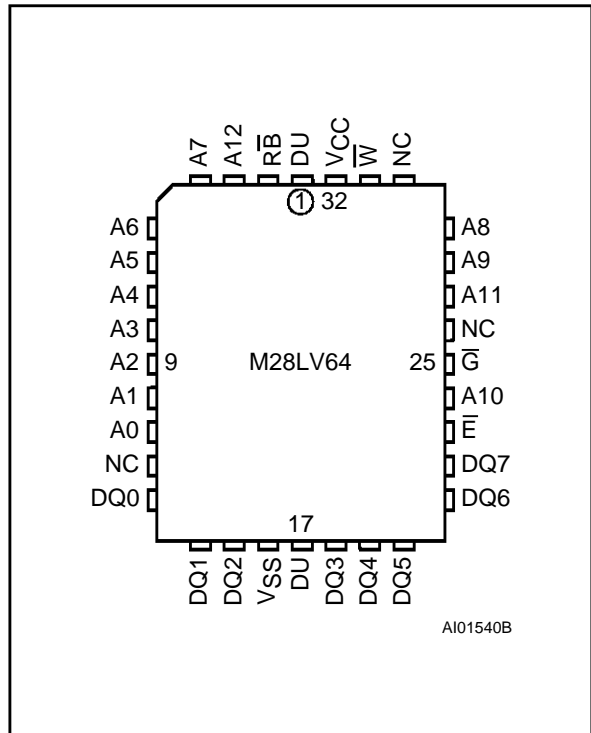 A7 A12 R̅B̅ DU VCC W̅ NC
1 32
A6 A8
A5 A9
A4 A11
A3 NC
A2 9 M28LV64 25 G̅
A1 A10
A0 E̅
NC DQ7
DQ0 DQ6
17
DQ1 DQ2 VSS DU DQ3 DQ4 DQ5
AI01540B